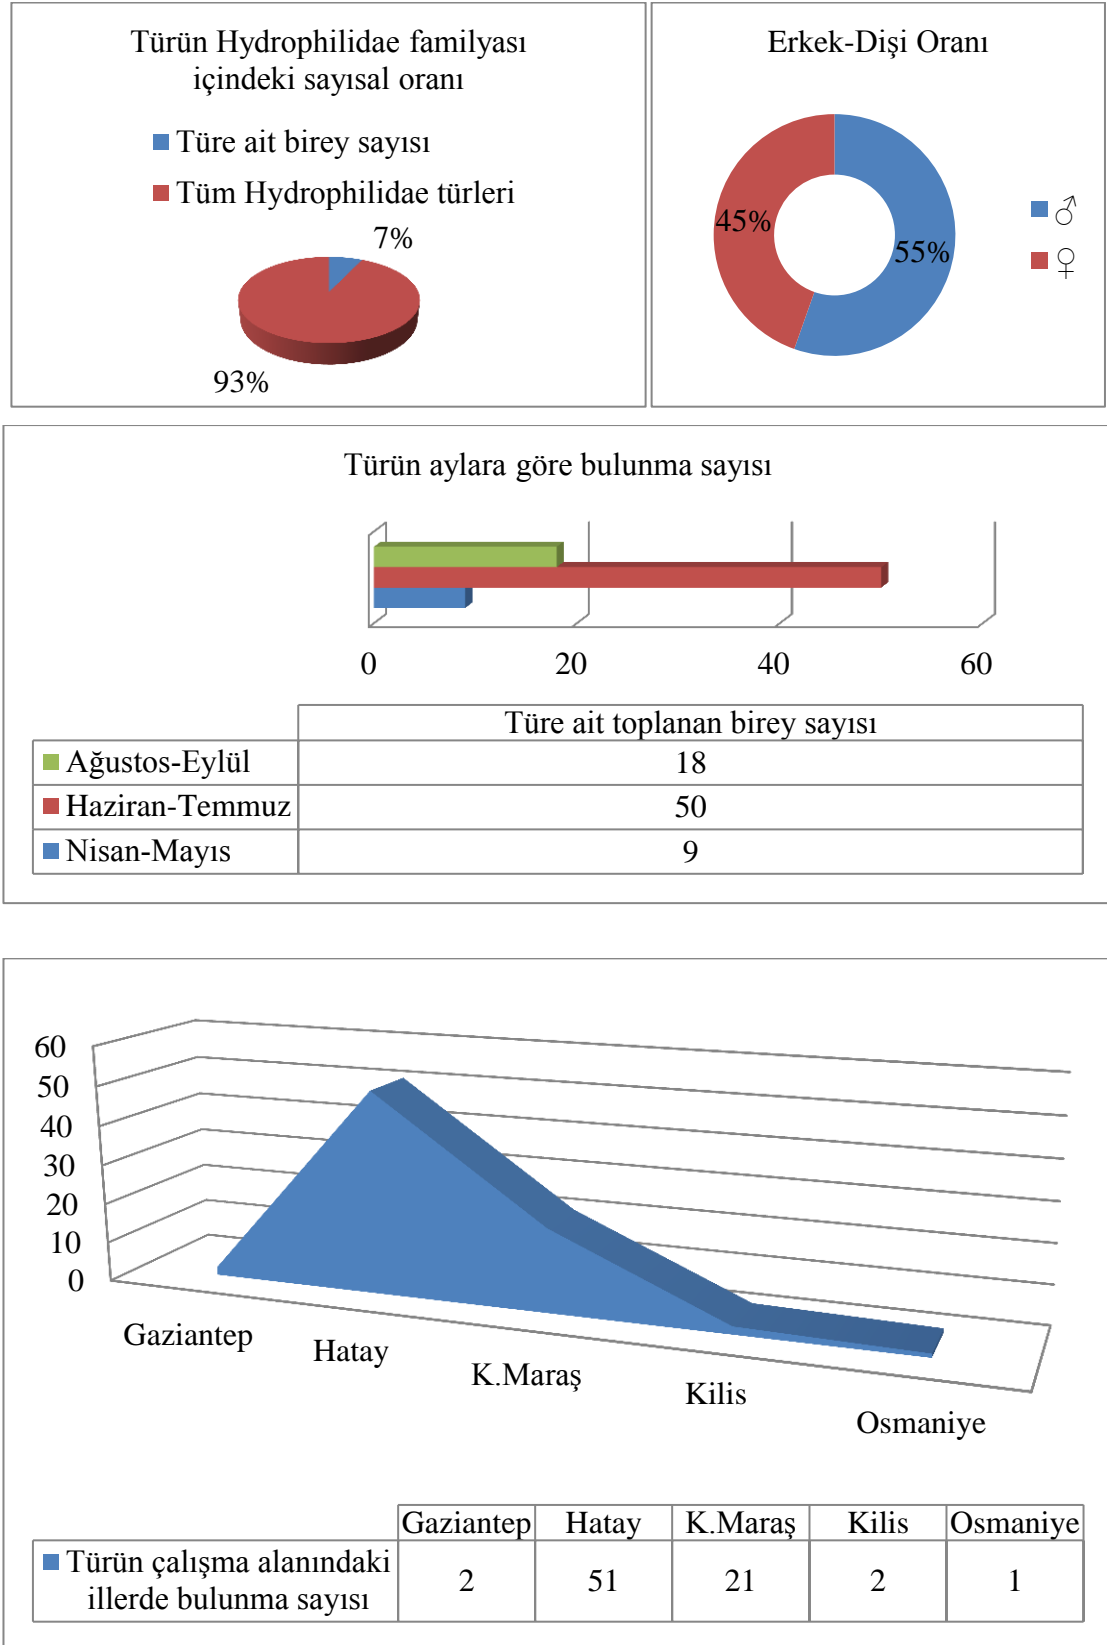 Türün Hydrophilidae familyası
içindeki sayısal oranı
Türe ait birey sayısı
Tüm Hydrophilidae türleri
7%
93%
Erkek-Dişi Oranı
45%
55%
♂
♀
Türün aylara göre bulunma sayısı
0 20 40 60
Türe ait toplanan birey sayısı
Ağustos-Eylül 18
Haziran-Temmuz 50
Nisan-Mayıs 9
60
50
40
30
20
10
0
Gaziantep
Hatay
K.Maraş
Kilis
Osmaniye
Gaziantep Hatay K.Maraş Kilis Osmaniye
Türün çalışma alanındaki
illerde bulunma sayısı
2 51 21 2 1